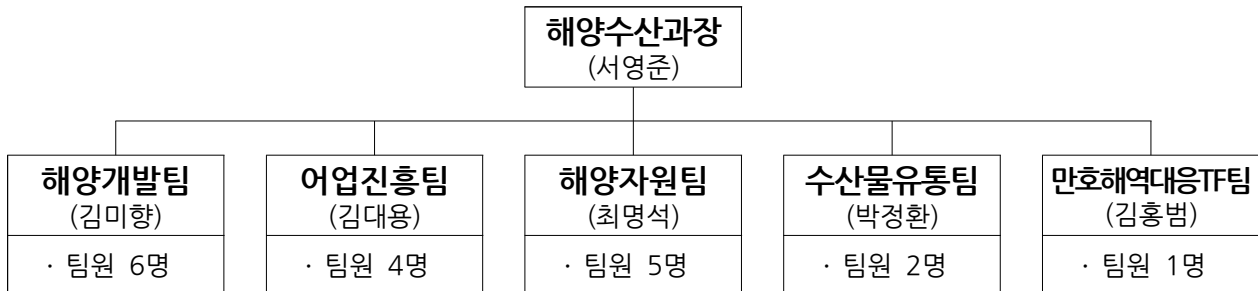 해양수산과장
(서영준)
해양개발팀
(김미향)
· 팀원 6명
어업진흥팀
(김대용)
· 팀원 4명
해양자원팀
(최명석)
· 팀원 5명
수산물유통팀
(박정환)
· 팀원 2명
만호해역대응TF팀
(김홍범)
· 팀원 1명